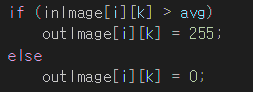 if (inImage[i][k] > avg)
    outImage[i][k] = 255;
else
    outImage[i][k] = 0;